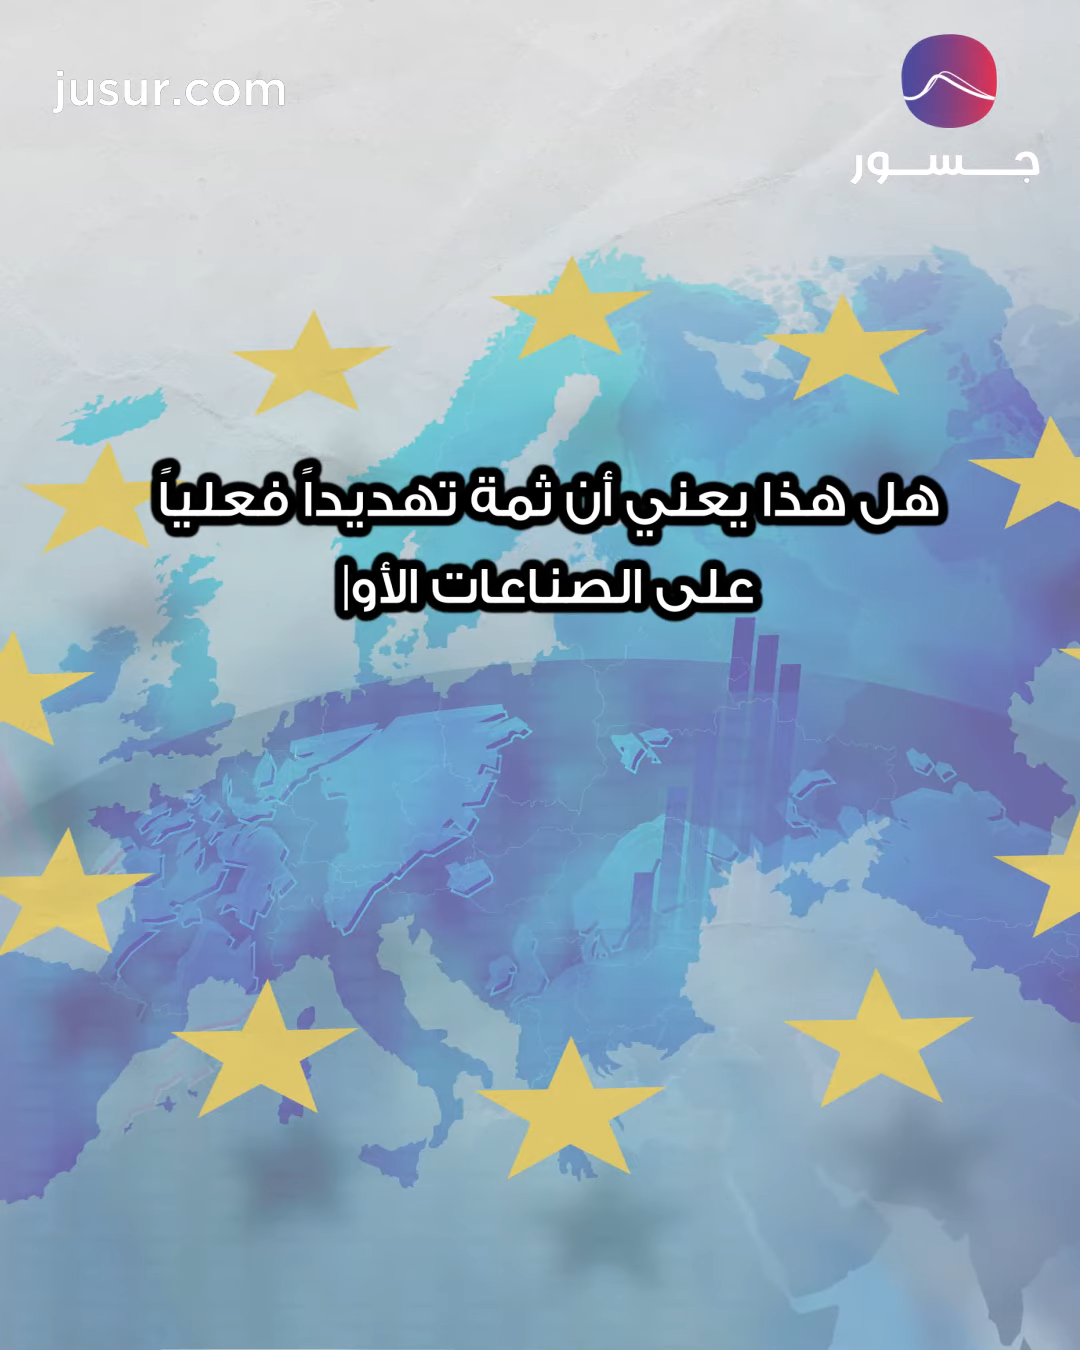 jusur.com
جسور
هل هذا يعني أن ثمة تهديداً فعلياً
على الصناعات الأو|